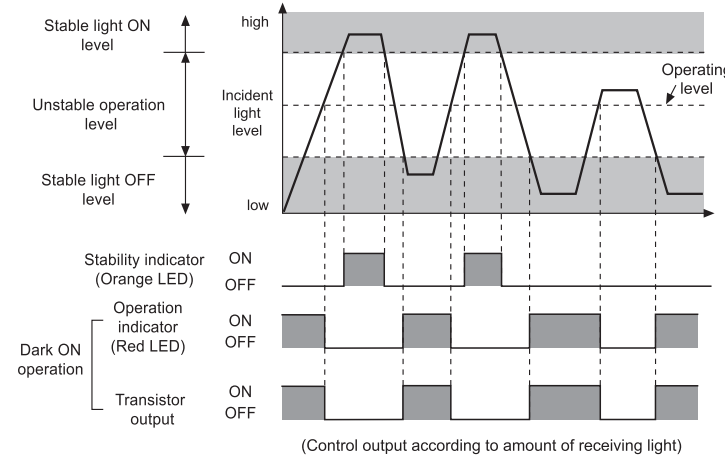 Stable light ON
level
high
Unstable operation
level
Incident
light
level
Operating
level
Stable light OFF
level
low
Stability indicator
(Orange LED)
ON
OFF
Dark ON
operation
Operation
indicator
(Red LED)
ON
OFF
Transistor
output
ON
OFF
(Control output according to amount of receiving light)